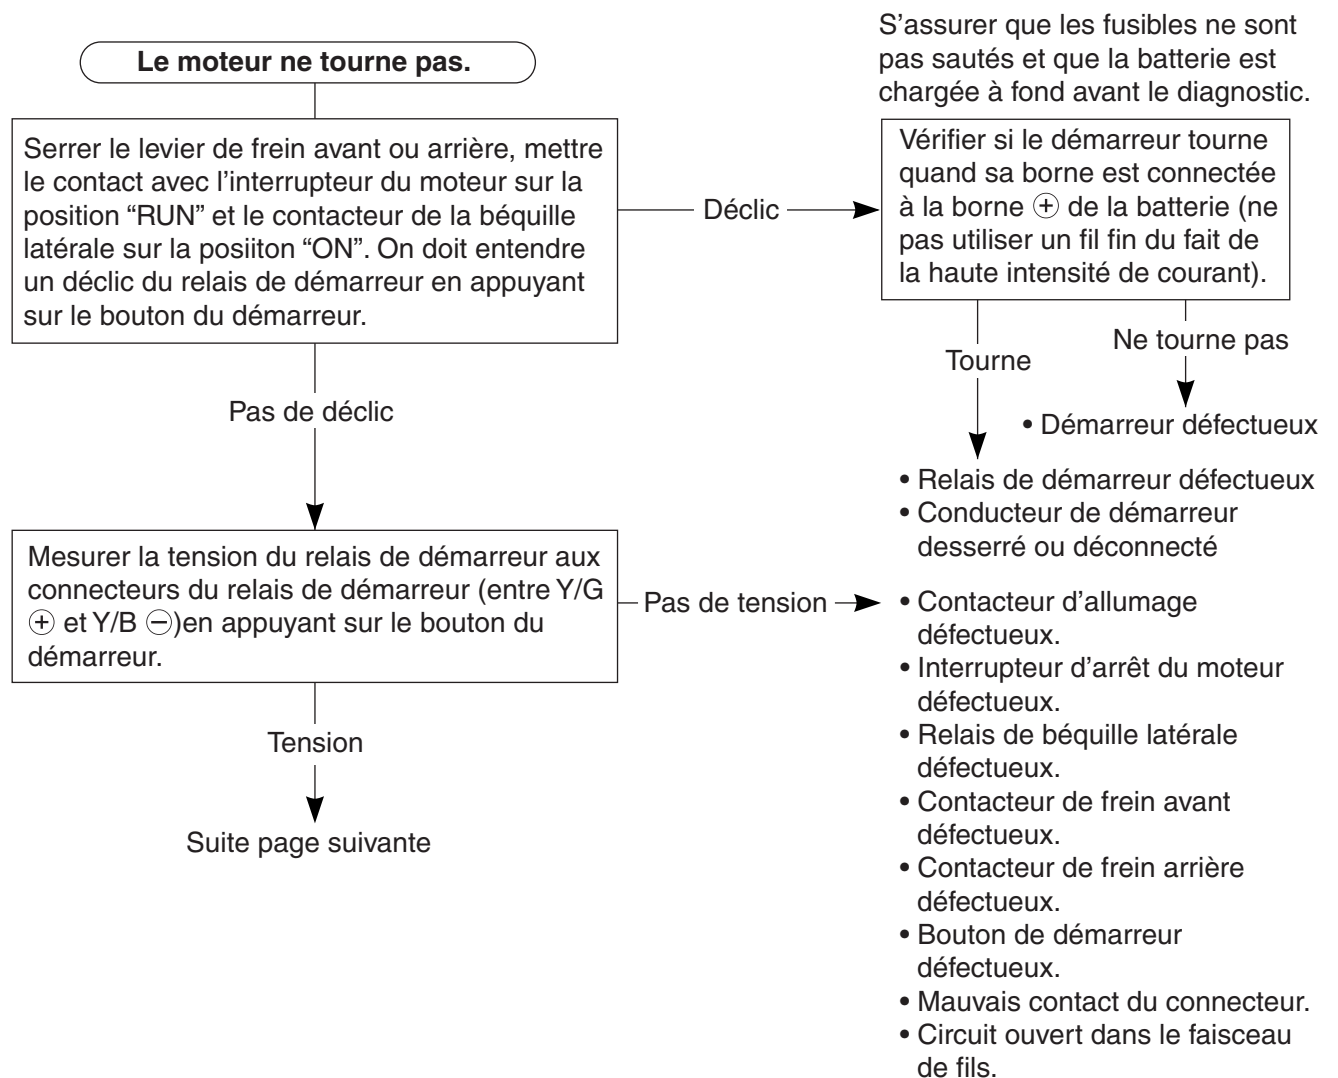 S’assurer que les fusibles ne sont
pas sautés et que la batterie est
chargée à fond avant le diagnostic.
Le moteur ne tourne pas.
Serrer le levier de frein avant ou arrière, mettre
le contact avec l’interrupteur du moteur sur la
position “RUN” et le contacteur de la béquille
latérale sur la posiiton “ON”. On doit entendre
un déclic du relais de démarreur en appuyant
sur le bouton du démarreur.
Déclic
Vérifier si le démarreur tourne
quand sa borne est connectée
à la borne ⊕ de la batterie (ne
pas utiliser un fil fin du fait de
la haute intensité de courant).
Tourne
Ne tourne pas
• Démarreur défectueux
• Relais de démarreur défectueux
• Conducteur de démarreur
desserré ou déconnecté
Pas de déclic
Mesurer la tension du relais de démarreur aux
connecteurs du relais de démarreur (entre Y/G
⊕ et Y/B ⊖)en appuyant sur le bouton du
démarreur.
Pas de tension
• Contacteur d’allumage
défectueux.
• Interrupteur d’arrêt du moteur
défectueux.
• Relais de béquille latérale
défectueux.
• Contacteur de frein avant
défectueux.
• Contacteur de frein arrière
défectueux.
• Bouton de démarreur
défectueux.
• Mauvais contact du connecteur.
• Circuit ouvert dans le faisceau
de fils.
Tension
Suite page suivante